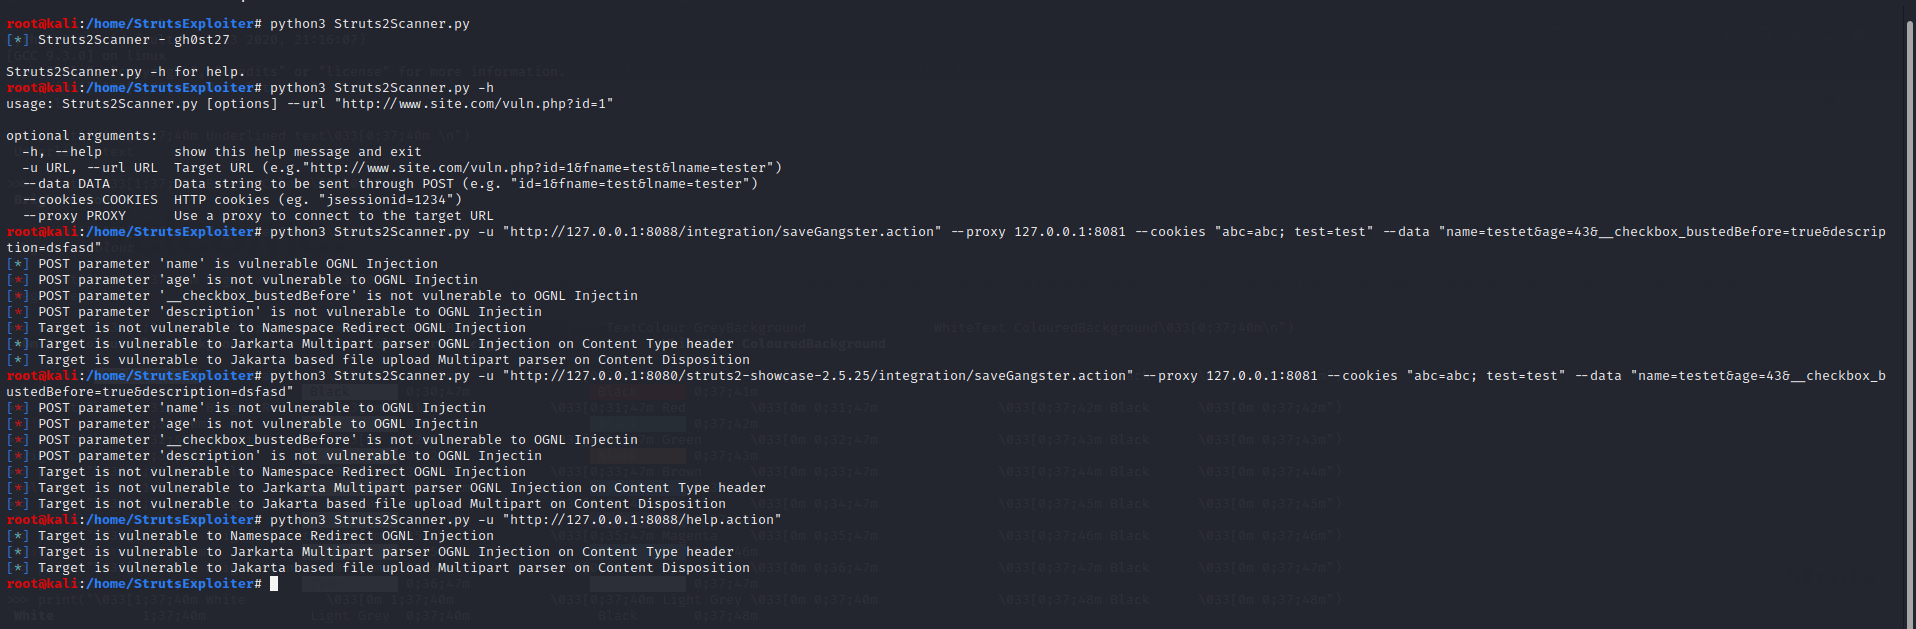 root@kali:/home/StrutsExploiter# python3 Struts2Scanner.py
[*] Struts2Scanner - gh0st27
Struts2Scanner.py -h for help.
root@kali:/home/StrutsExploiter# python3 Struts2Scanner.py -h
usage: Struts2Scanner.py [options] --url "http://www.site.com/vuln.php?id=1"
optional arguments:
-h, --help show this help message and exit
-u URL, --url URL Target URL (e.g."http://www.site.com/vuln.php?id=1&fname=test&lname=tester")
--data DATA Data string to be sent through POST (e.g. "id=1&fname=test&lname=tester")
--cookies COOKIES HTTP cookies (eg. "jsessionid=1234")
--proxy PROXY Use a proxy to connect to the target URL
root@kali:/home/StrutsExploiter# python3 Struts2Scanner.py -u "http://127.0.0.1:8088/integration/saveGangster.action" --proxy 127.0.0.1:8081 --cookies "abc=abc; test=test" --data "name=testet&age=43&__checkbox_bustedBefore=true&descrip
tion=dsfasd"
[*] POST parameter 'name' is vulnerable OGNL Injection
[*] POST parameter 'age' is not vulnerable to OGNL Injectin
[*] POST parameter '__checkbox_bustedBefore' is not vulnerable to OGNL Injectin
[*] POST parameter 'description' is not vulnerable to OGNL Injectin
[*] Target is not vulnerable to Namespace Redirect OGNL Injection
[*] Target is vulnerable to Jarkarta Multipart parser OGNL Injection on Content Type header
[*] Target is vulnerable to Jakarta based file upload Multipart parser on Content Disposition
root@kali:/home/StrutsExploiter# python3 Struts2Scanner.py -u "http://127.0.0.1:8080/struts2-showcase-2.5.25/integration/saveGangster.action" --proxy 127.0.0.1:8081 --cookies "abc=abc; test=test" --data "name=testet&age=43&__checkbox_b
ustedBefore=true&description=dsfasd"
[*] POST parameter 'name' is not vulnerable to OGNL Injectin
[*] POST parameter 'age' is not vulnerable to OGNL Injectin
[*] POST parameter '__checkbox_bustedBefore' is not vulnerable to OGNL Injectin
[*] POST parameter 'description' is not vulnerable to OGNL Injectin
[*] Target is not vulnerable to Namespace Redirect OGNL Injection
[*] Target is not vulnerable to Jarkarta Multipart parser OGNL Injection on Content Type header
[*] Target is not vulnerable to Jakarta based file upload Multipart on Content Disposition
root@kali:/home/StrutsExploiter# python3 Struts2Scanner.py -u "http://127.0.0.1:8088/help.action"
[*] Target is vulnerable to Namespace Redirect OGNL Injection
[*] Target is vulnerable to Jarkarta Multipart parser OGNL Injection on Content Type header
[*] Target is vulnerable to Jakarta based file upload Multipart parser on Content Disposition
root@kali:/home/StrutsExploiter#